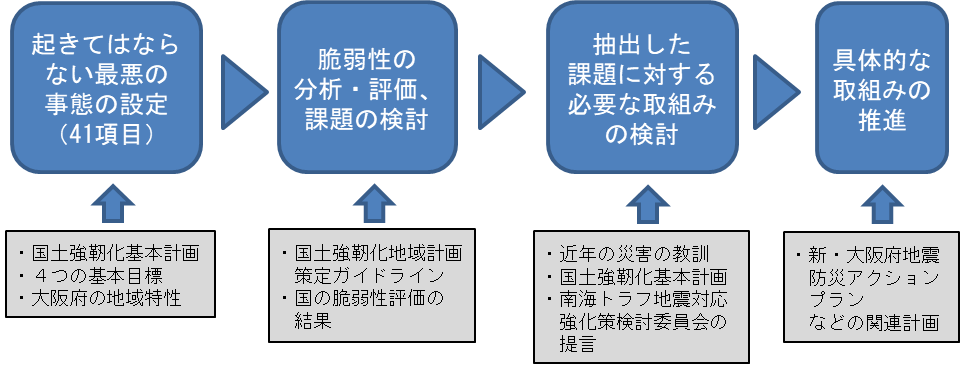 起きてはなら
ない最悪の
事態の設定
（41項目）
脆弱性の
分析・評価、
課題の検討
抽出した
課題に対する
必要な取組み
の検討
具体的な
取組みの
推進
・国土強靭化基本計画
・４つの基本目標
・大阪府の地域特性
・国土強靭化地域計画
策定ガイドライン
・国の脆弱性評価の
結果
・近年の災害の教訓
・国土強靭化基本計画
・南海トラフ地震対応
強化策検討委員会の
提言
・新・大阪府地震
防災アクション
プラン
などの関連計画